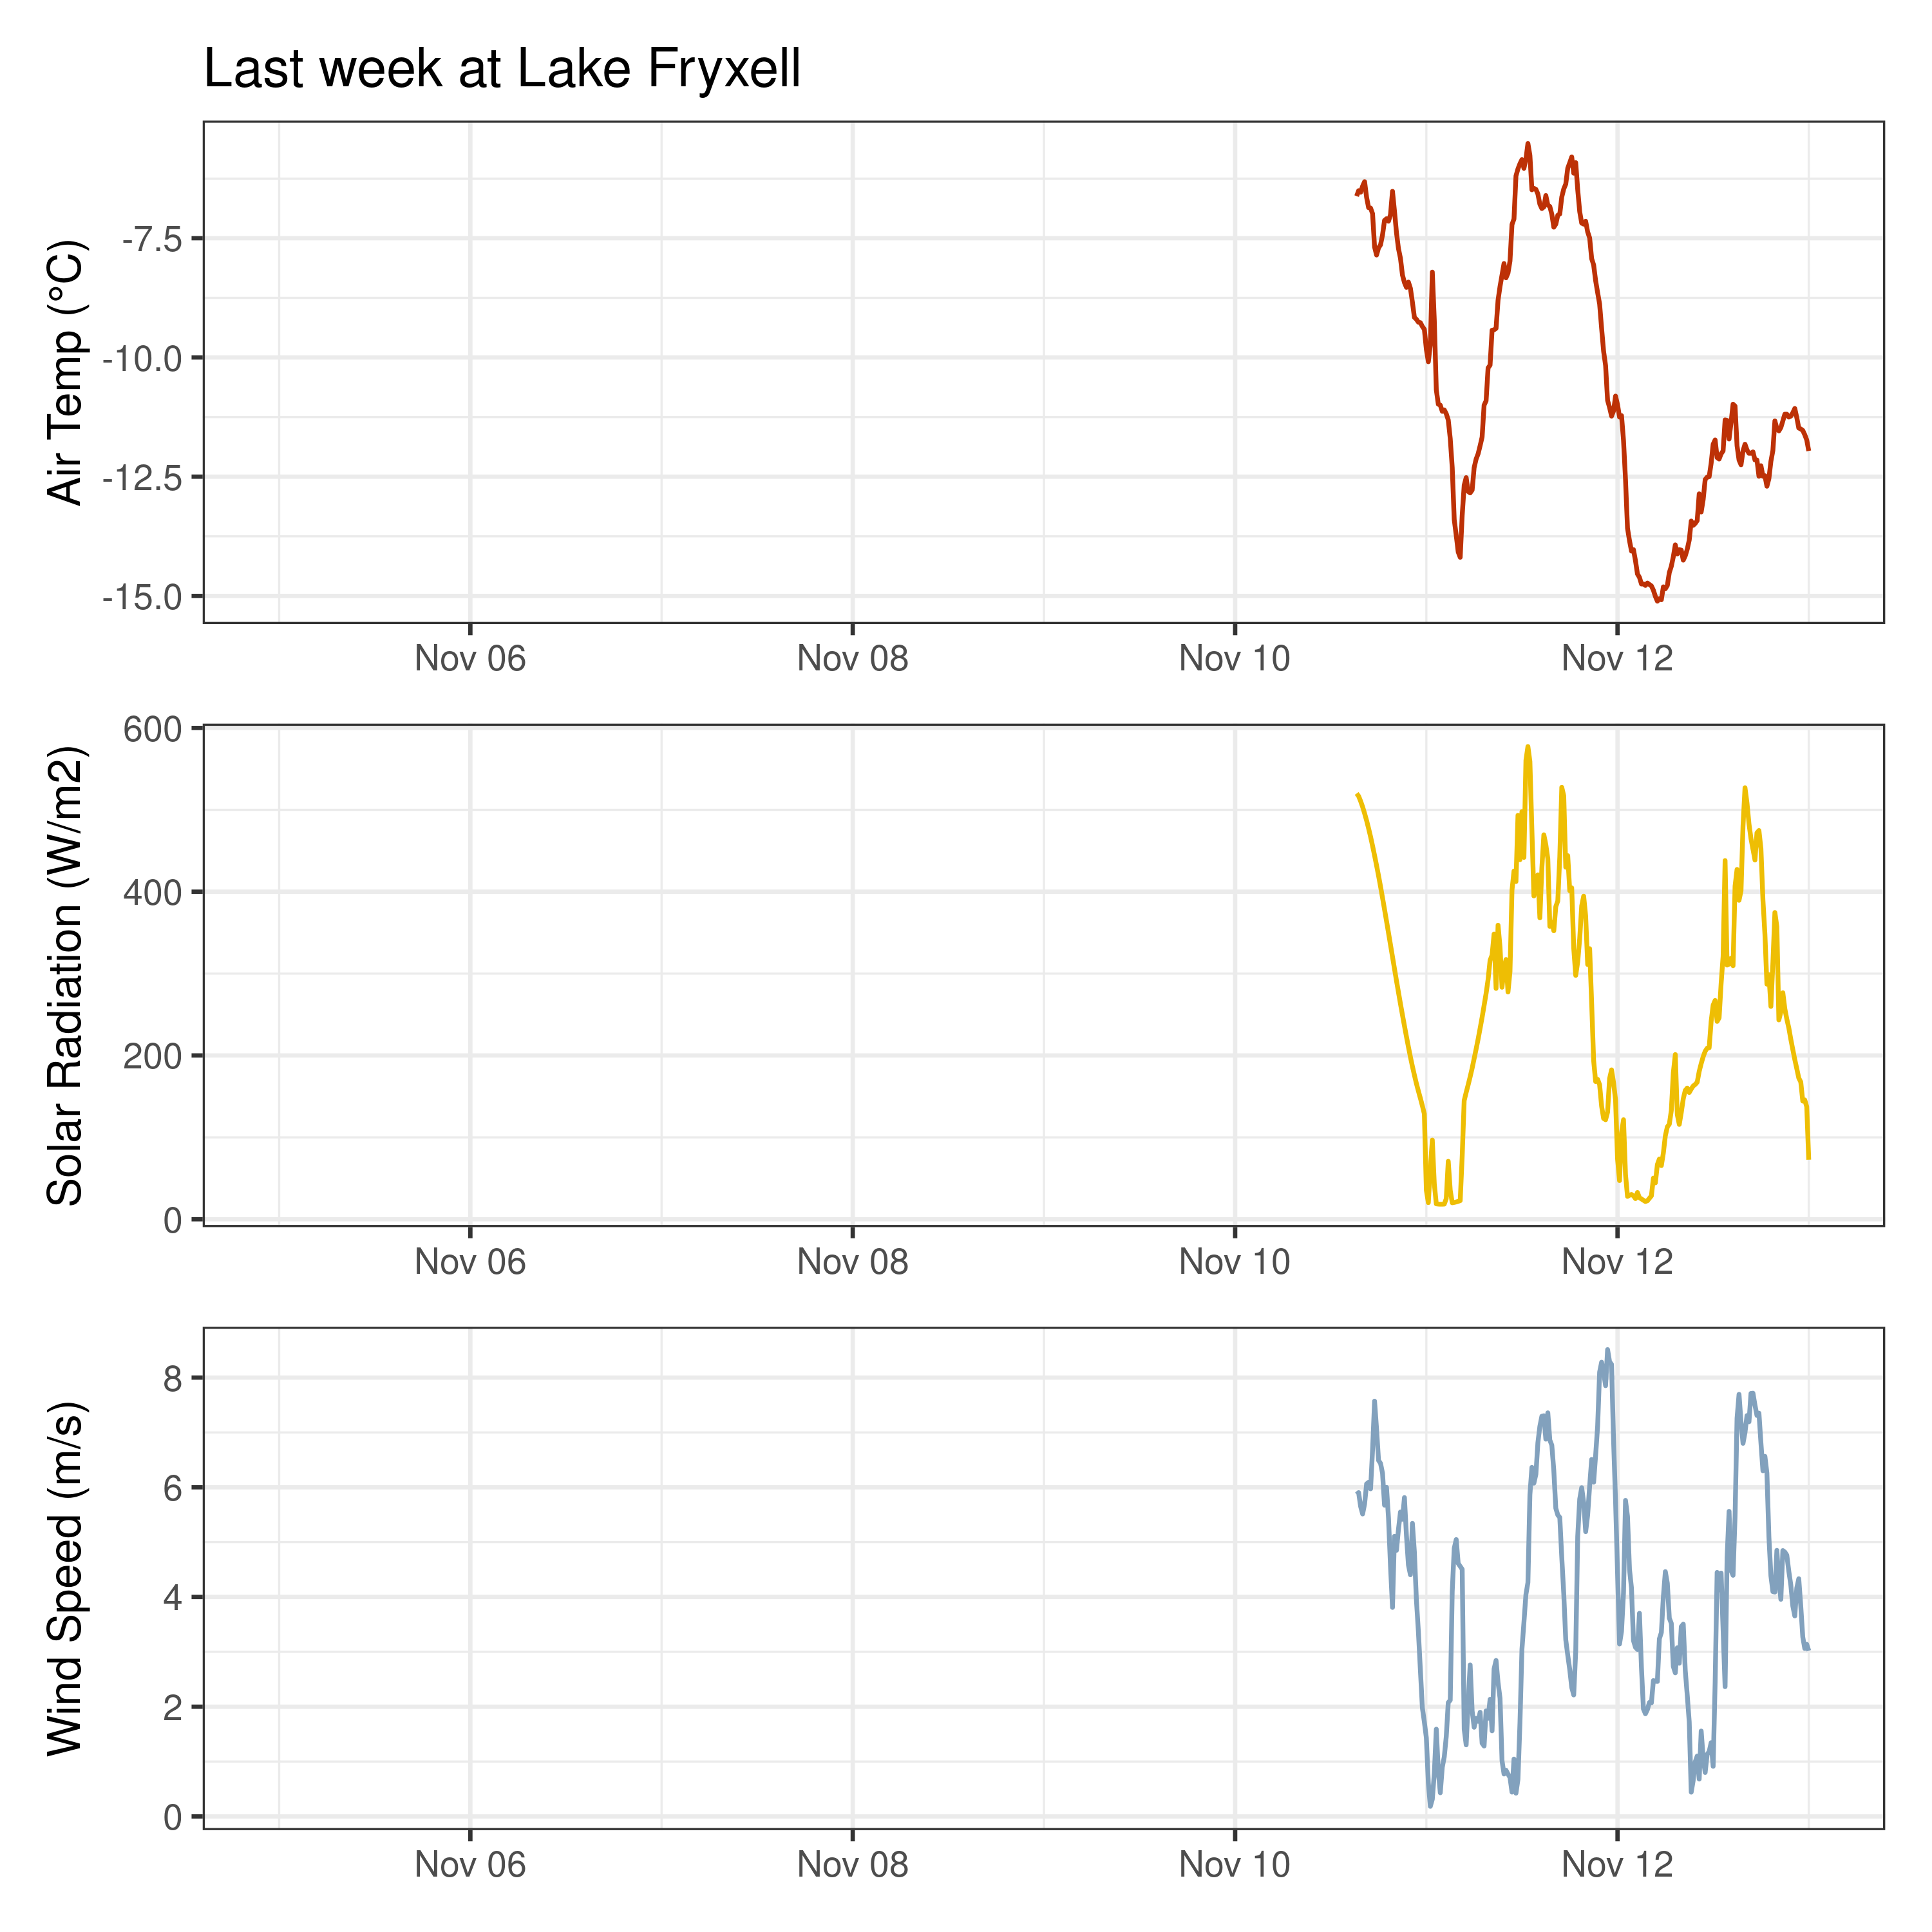 Last week at Lake Fryxell
Air Temp (°C)
-7.5
-10.0
-12.5
-15.0
Nov 06 Nov 08 Nov 10 Nov 12
Solar Radiation (W/m2)
600
400
200
0
Nov 06 Nov 08 Nov 10 Nov 12
Wind Speed (m/s)
8
6
4
2
0
Nov 06 Nov 08 Nov 10 Nov 12